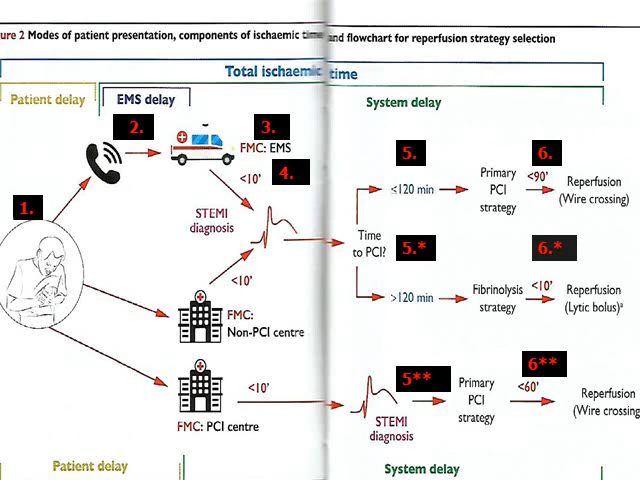 ure 2 Modes of patient presentation, components of ischaemic time and flowchart for reperfusion strategy selection
Total ischaemic time
Patient delay
EMS delay
System delay
2.
3.
FMC: EMS
<10'
4.
1.
STEMI
diagnosis
<10'
FMC:
Non-PCI centre
<10'
FMC: PCI centre
Time
to PCI?
5.
≤120 min
Primary
PCI
strategy
6.
<90'
Reperfusion
(Wire crossing)
5.*
>120 min
Fibrinolysis
strategy
6.*
<10'
Reperfusion
(Lytic bolus)ª
STEMI
diagnosis
5**
Primary
PCI
strategy
6**
<60'
Reperfusion
(Wire crossing
Patient delay
System delay